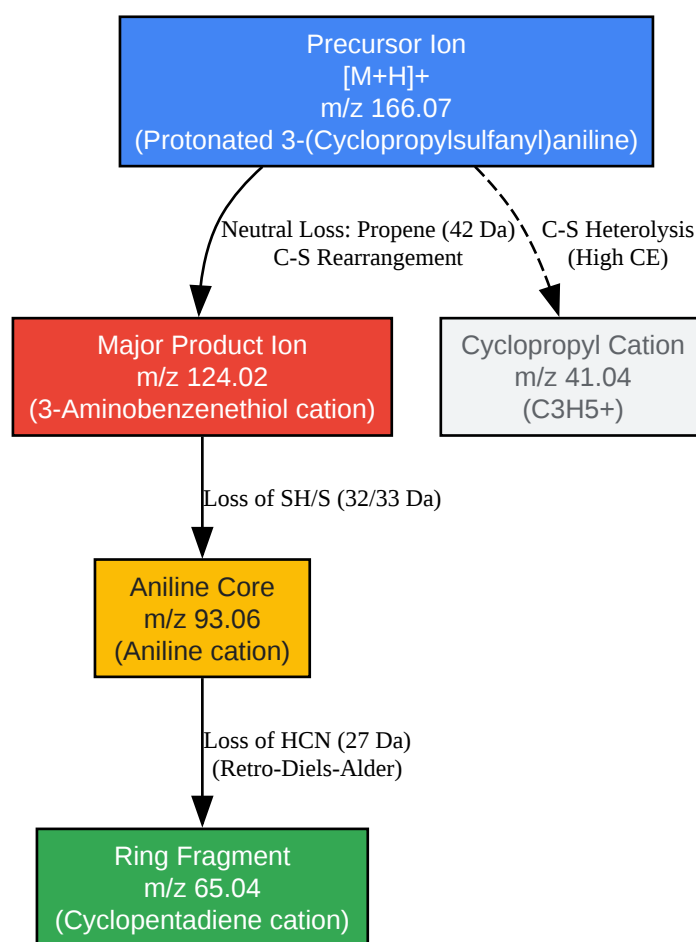 Precursor Ion
[M+H]+
m/z 166.07
(Protonated 3-(Cyclopropylsulfanyl)aniline)
Neutral Loss: Propene (42 Da)
C-S Rearrangement
C-S Heterolysis
(High CE)
Major Product Ion
m/z 124.02
(3-Aminobenzenethiol cation)
Cyclopropyl Cation
m/z 41.04
(C3H5+)
Loss of SH/S (32/33 Da)
Aniline Core
m/z 93.06
(Aniline cation)
Loss of HCN (27 Da)
(Retro-Diels-Alder)
Ring Fragment
m/z 65.04
(Cyclopentadiene cation)